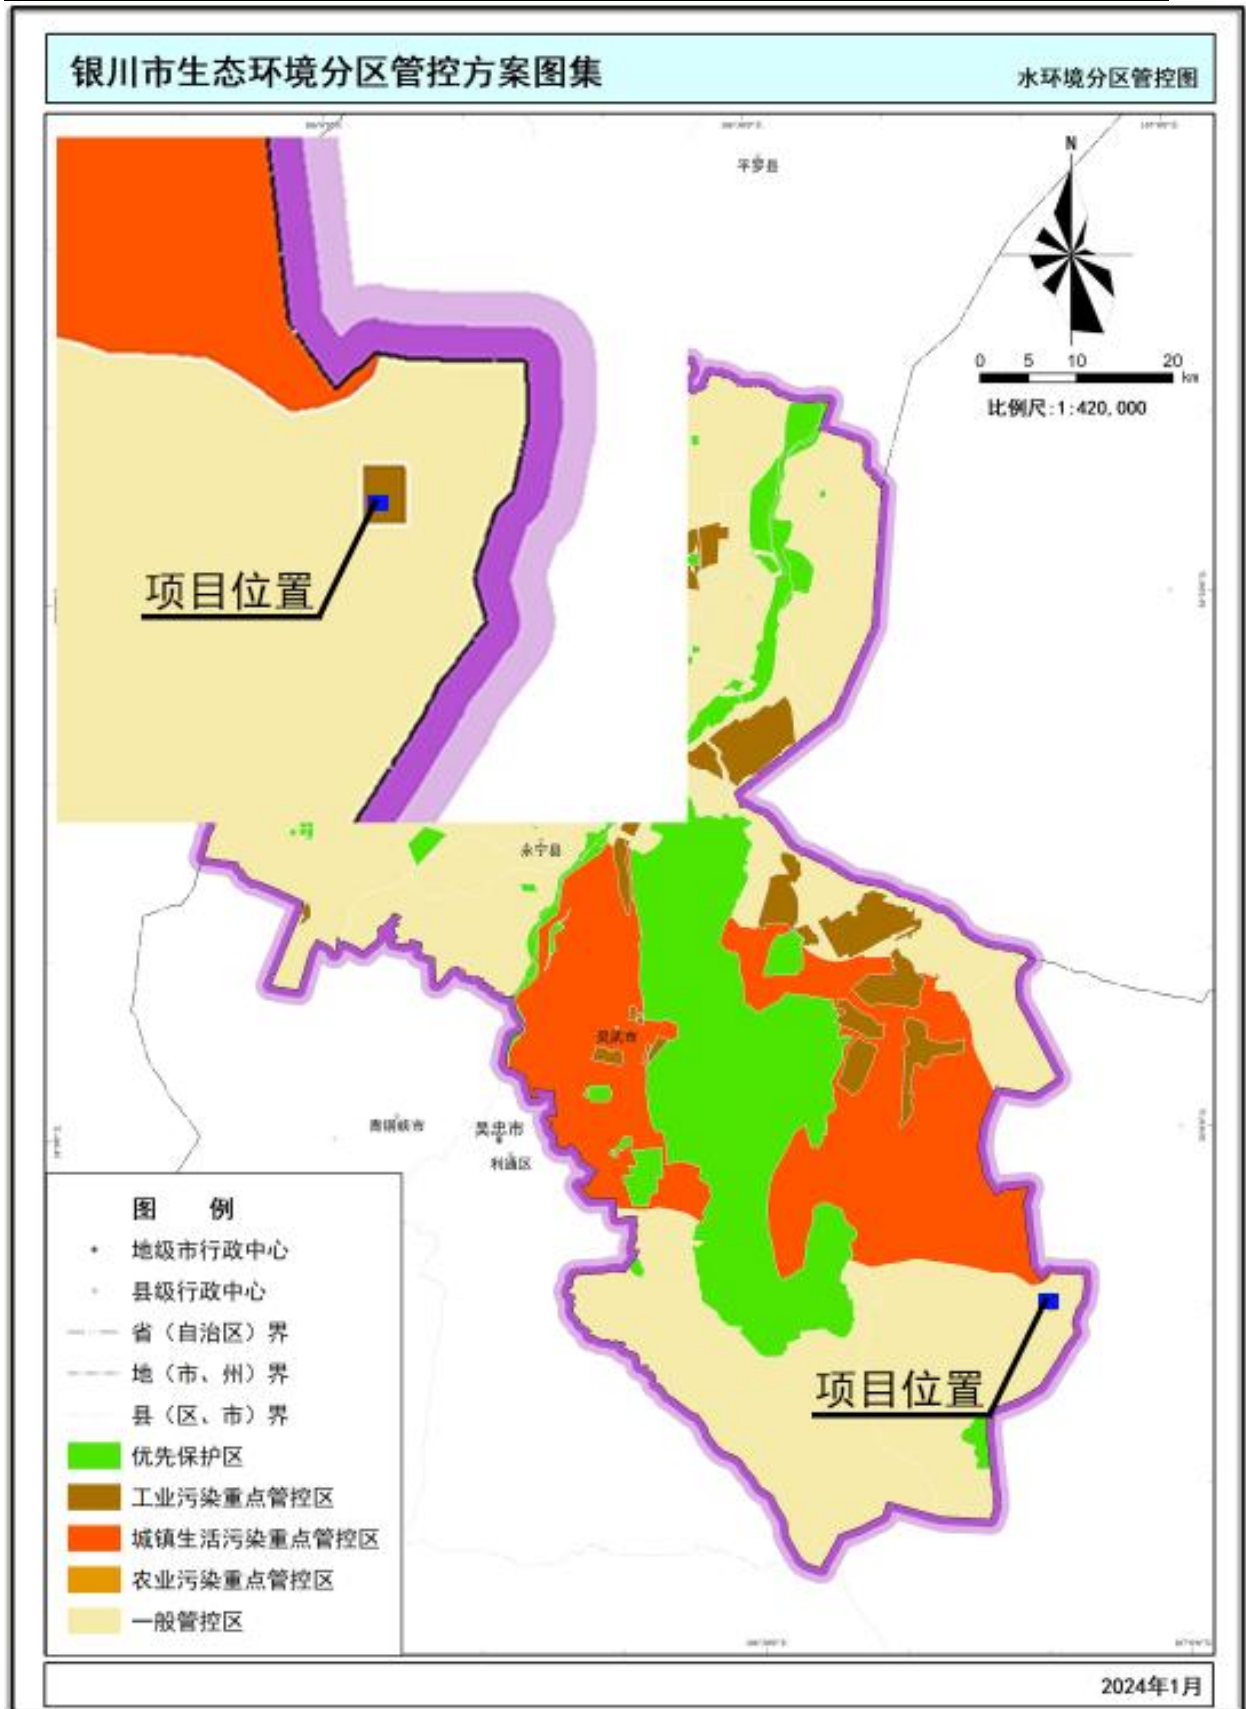 银川市生态环境分区管控方案图集
水环境分区管控图
平罗县
N
0 5 10 20
km
比例尺:1:420,000
项目位置
永宁县
灵武市
青铜峡市
吴忠市
利通区
项目位置
图 例
地级市行政中心
县级行政中心
省（自治区）界
地（市、州）界
县（区、市）界
优先保护区
工业污染重点管控区
城镇生活污染重点管控区
农业污染重点管控区
一般管控区
2024年1月